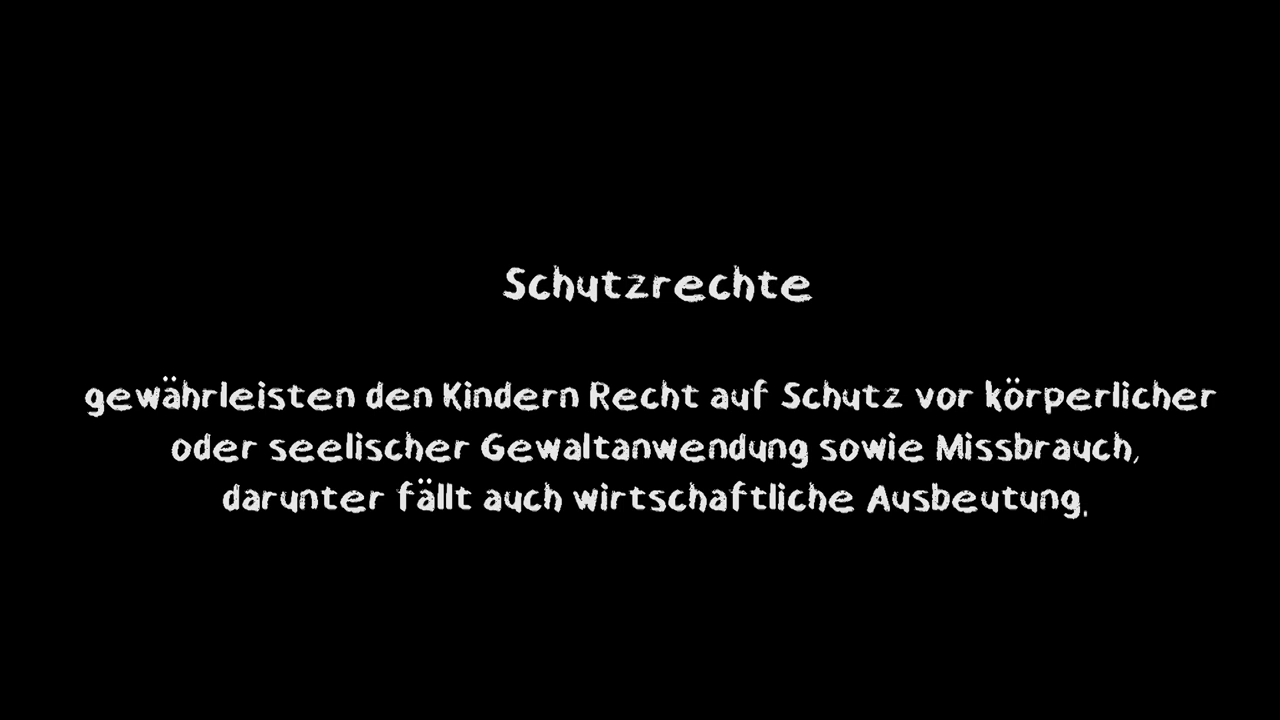 Schutzrechte
gewährleisten den Kindern Recht auf Schutz vor körperlicher
oder seelischer Gewaltanwendung sowie Missbrauch,
darunter fällt auch wirtschaftliche Ausbeutung.